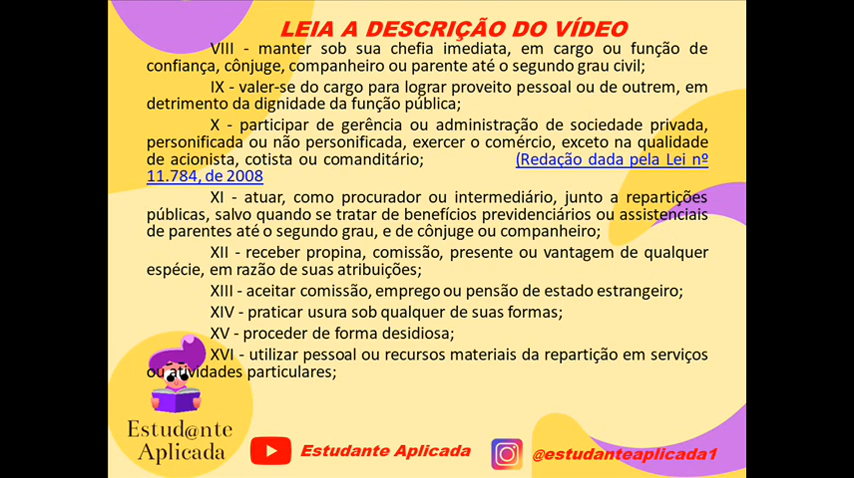 LEIA A DESCRIÇÃO DO VÍDEO
VIII - manter sob sua chefia imediata, em cargo ou função de
confiança, cônjuge, companheiro ou parente até o segundo grau civil;
IX - valer-se do cargo para lograr proveito pessoal ou de outrem, em
detrimento da dignidade da função pública;
X - participar de gerência ou administração de sociedade privada,
personificada ou não personificada, exercer o comércio, exceto na qualidade
de acionista, cotista ou comanditário; (Redação dada pela Lei nº
11.784, de 2008
XI - atuar, como procurador ou intermediário, junto a repartições
públicas, salvo quando se tratar de benefícios previdenciários ou assistenciais
de parentes até o segundo grau, e de cônjuge ou companheiro;
XII - receber propina, comissão, presente ou vantagem de qualquer
espécie, em razão de suas atribuições;
XIII - aceitar comissão, emprego ou pensão de estado estrangeiro;
XIV - praticar usura sob qualquer de suas formas;
XV - proceder de forma desidiosa;
XVI - utilizar pessoal ou recursos materiais da repartição em serviços
ou atividades particulares;
Estud@nte
Aplicada
Estudante Aplicada
@estudanteaplicada1